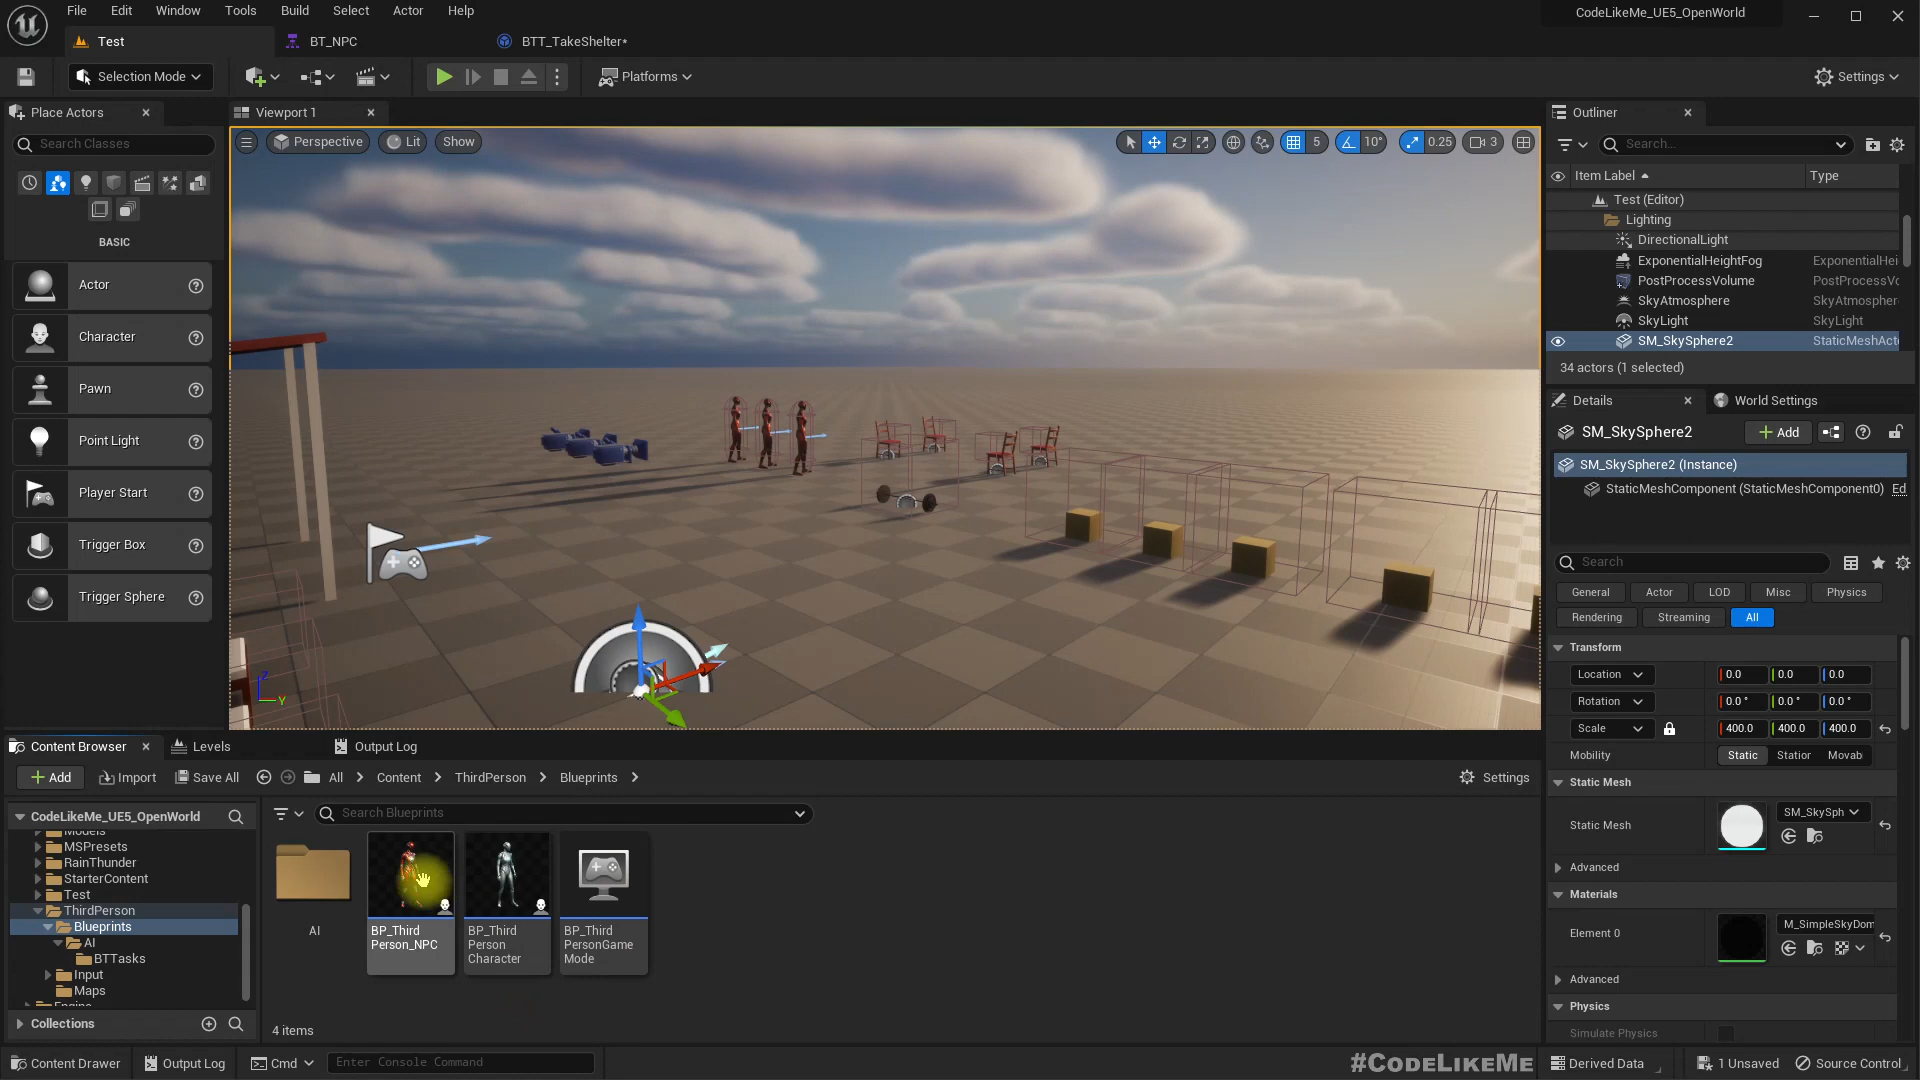 File Edit Window Tools Build Select Actor Help
CodeLikeMe_UE5_OpenWorld
Test
BT_NPC
BTT_TakeShelter*
Selection Mode
Platforms
Settings
Place Actors
Viewport 1
Outliner
Search Classes
Perspective
Lit
Show
5
10°
0.25
3
Search...
Item Label
Type
BASIC
Test (Editor)
Lighting
DirectionalLight
ExponentialHeightFog
ExponentialHei
PostProcessVolume
PostProcessVo
SkyAtmosphere
SkyAtmospher
SkyLight
SkyLight
SM_SkySphere2
StaticMeshActo
34 actors (1 selected)
Actor
Character
Pawn
Point Light
Player Start
Trigger Box
Trigger Sphere
Details
World Settings
SM_SkySphere2
Add
SM_SkySphere2 (Instance)
StaticMeshComponent (StaticMeshComponent0)
Ed
Search
General
Actor
LOD
Misc
Physics
Rendering
Streaming
All
Transform
Location
0.0
0.0
0.0
Rotation
0.0 °
0.0 °
0.0 °
Scale
400.0
400.0
400.0
Mobility
Static
Station
Movab
Static Mesh
Static Mesh
SM_SkySph
Advanced
Materials
Element 0
M_SimpleSkyDom
Advanced
Physics
Simulate Physics
Z
Y
Content Browser
Levels
Output Log
Add
Import
Save All
All
Content
ThirdPerson
Blueprints
Settings
CodeLikeMe_UE5_OpenWorld
Search Blueprints
Models
MSPresets
RainThunder
StarterContent
Test
ThirdPerson
Blueprints
AI
BTTasks
Input
Maps
Engine
Collections
AI
BP_Third
Person_NPC
BP_Third
Person
Character
BP_Third
PersonGame
Mode
4 items
Content Drawer
Output Log
Cmd
Enter Console Command
#CodeLikeMe
Derived Data
1 Unsaved
Source Control